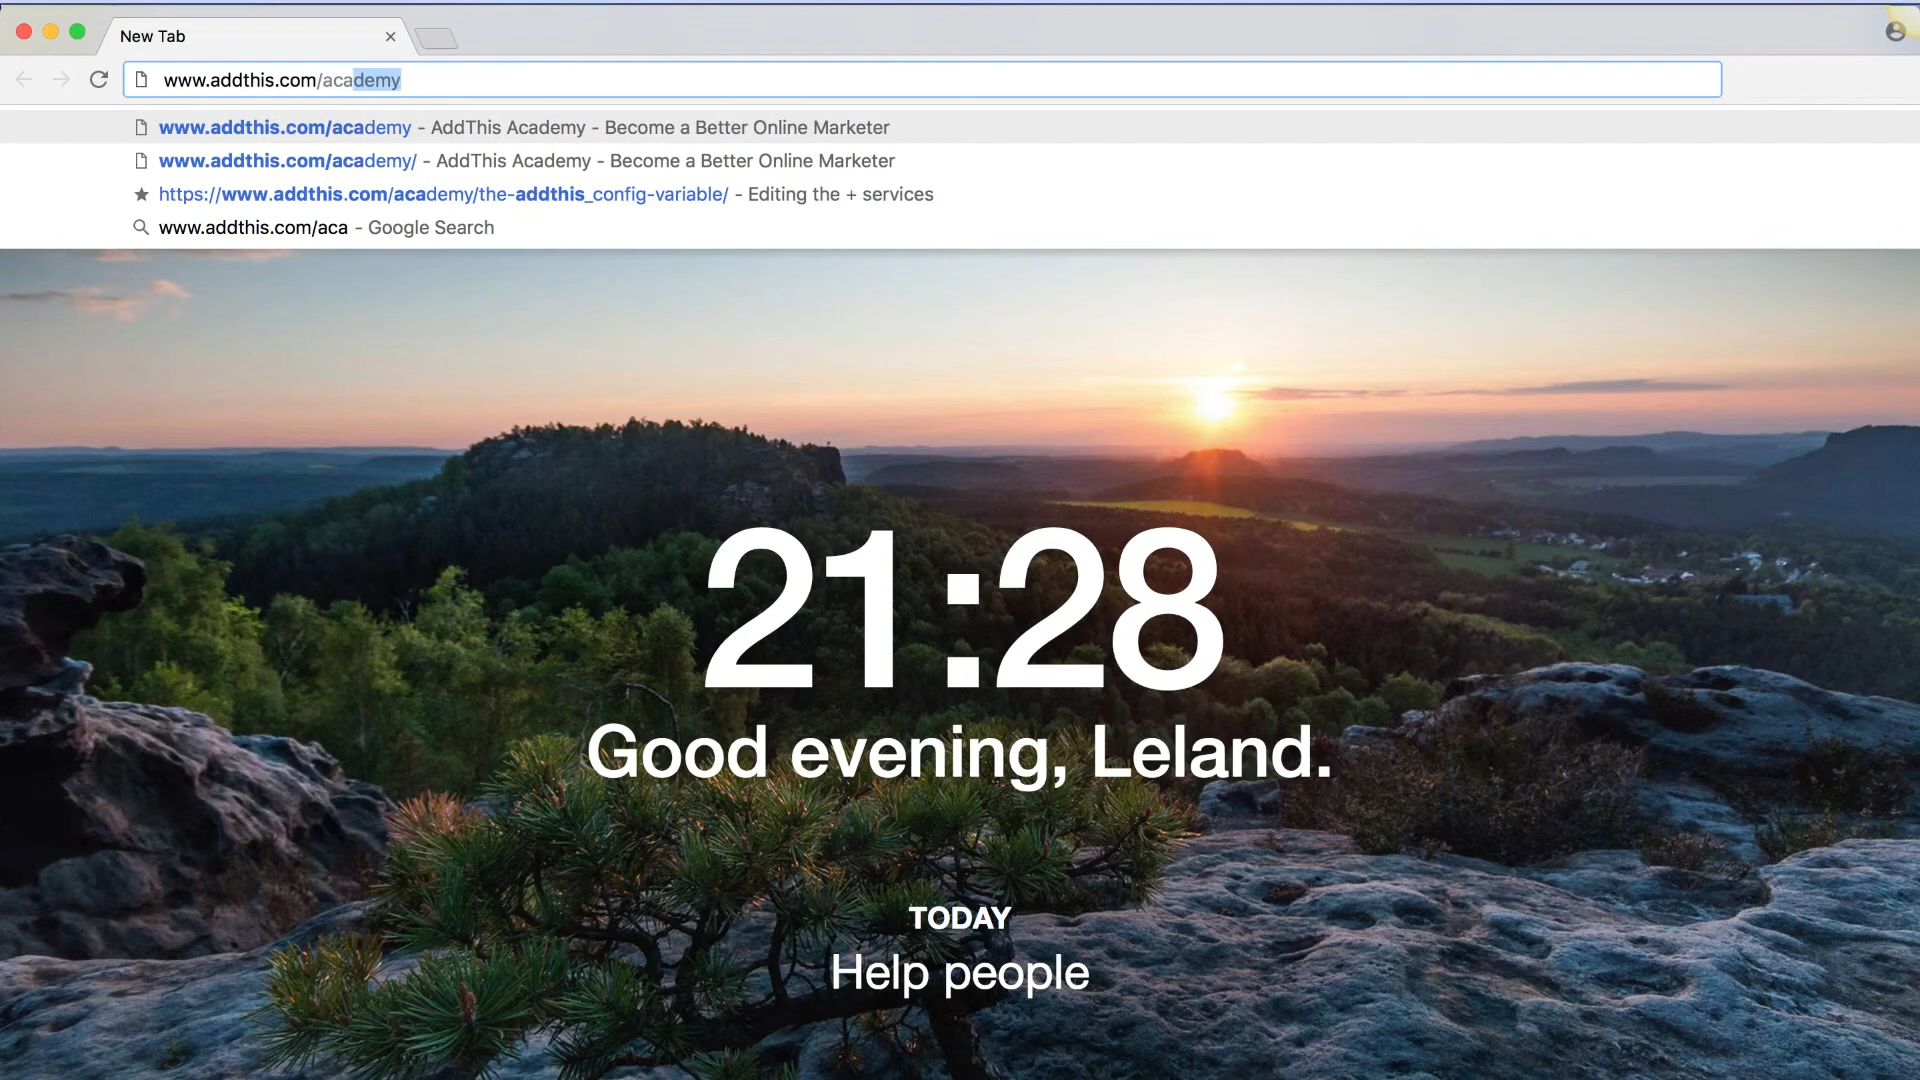 New Tab
www.addthis.com/academy
www.addthis.com/academy - AddThis Academy - Become a Better Online Marketer
www.addthis.com/academy/ - AddThis Academy - Become a Better Online Marketer
https://www.addthis.com/academy/the-addthis_config-variable/ - Editing the + services
www.addthis.com/aca - Google Search
21:28
Good evening, Leland.
TODAY
Help people